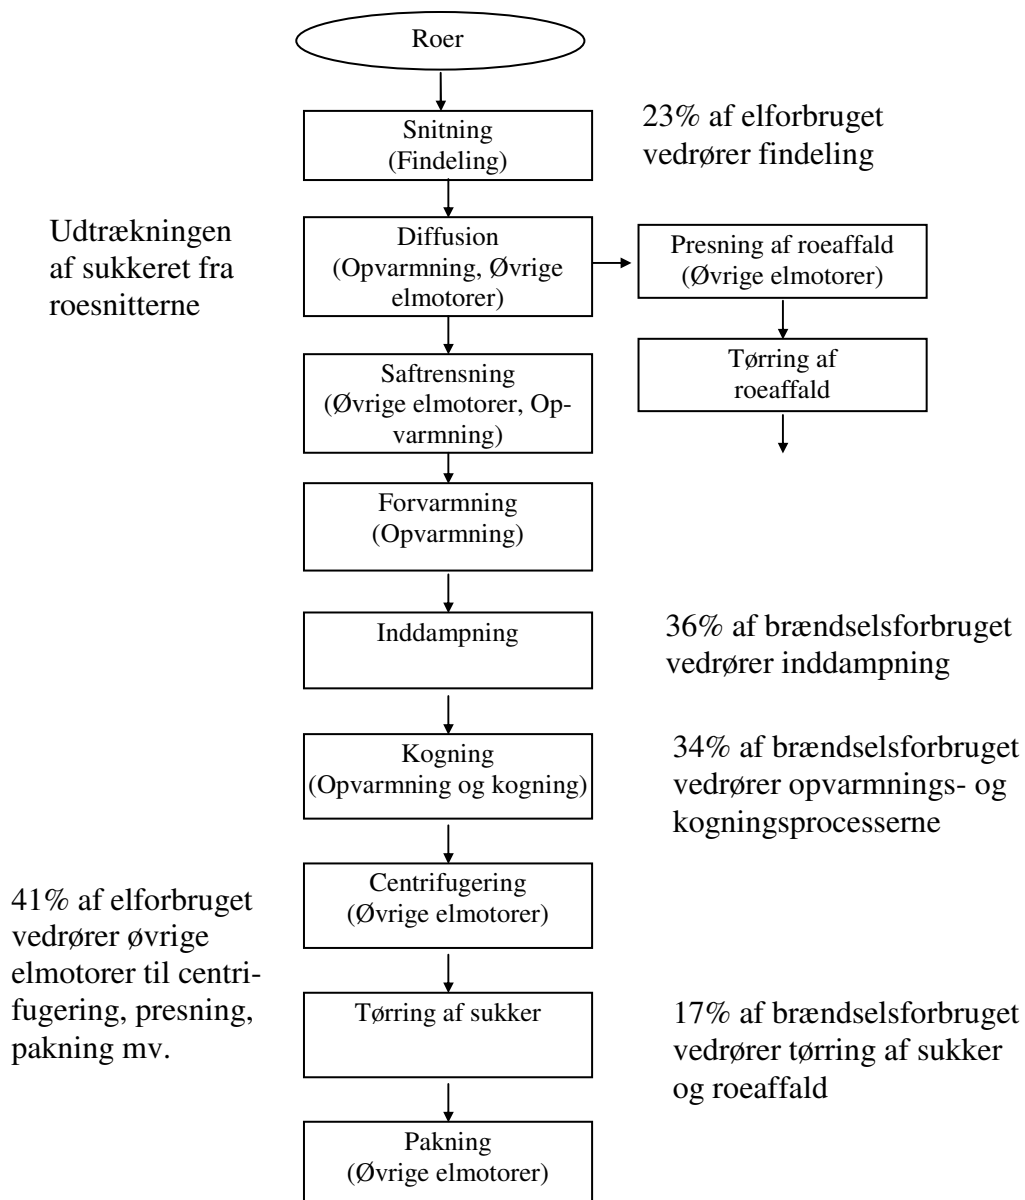 Roer
Snitning
(Findeling)
23% af elforbruget
vedrører findeling
Udtrækningen
af sukkeret fra
roesnitterne
Diffusion
(Opvarmning, Øvrige
elmotorer)
Presning af roeaffald
(Øvrige elmotorer)
Tørring af
roeaffald
Saftrensning
(Øvrige elmotorer, Op-
varmning)
Forvarmning
(Opvarmning)
Inddampning
36% af brændselsforbruget
vedrører inddampning
Kogning
(Opvarmning og kogning)
34% af brændselsforbruget
vedrører opvarmnings- og
kogningsprocesserne
Centrifugering
(Øvrige elmotorer)
41% af elforbruget
vedrører øvrige
elmotorer til centri-
fugering, presning,
pakning mv.
Tørring af sukker
17% af brændselsforbruget
vedrører tørring af sukker
og roeaffald
Pakning
(Øvrige elmotorer)